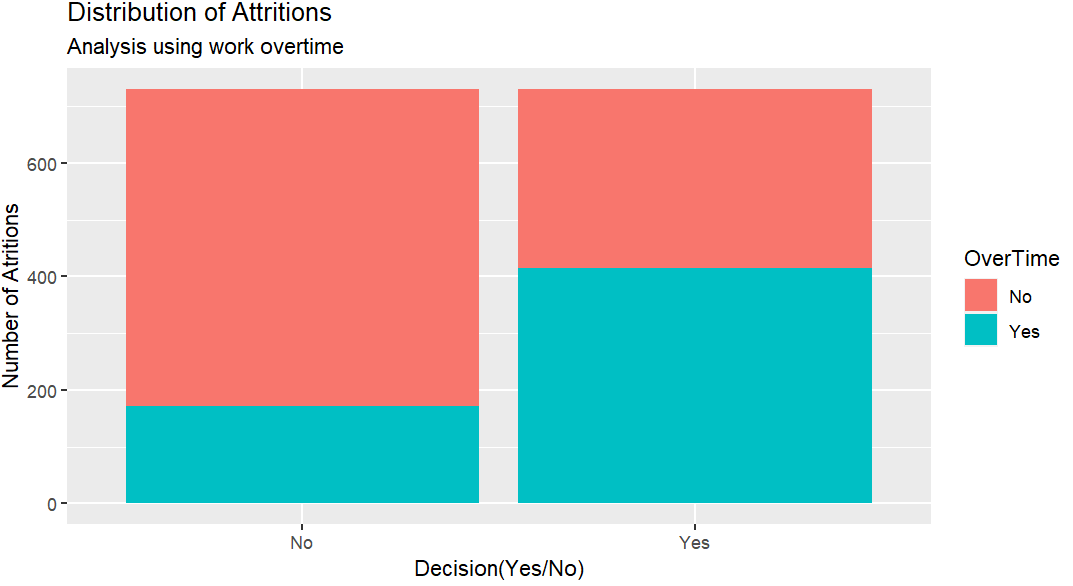 Distribution of Attritions
Analysis using work overtime
Number of Atritions
600
400
200
0
No
Yes
Decision(Yes/No)
OverTime
No
Yes